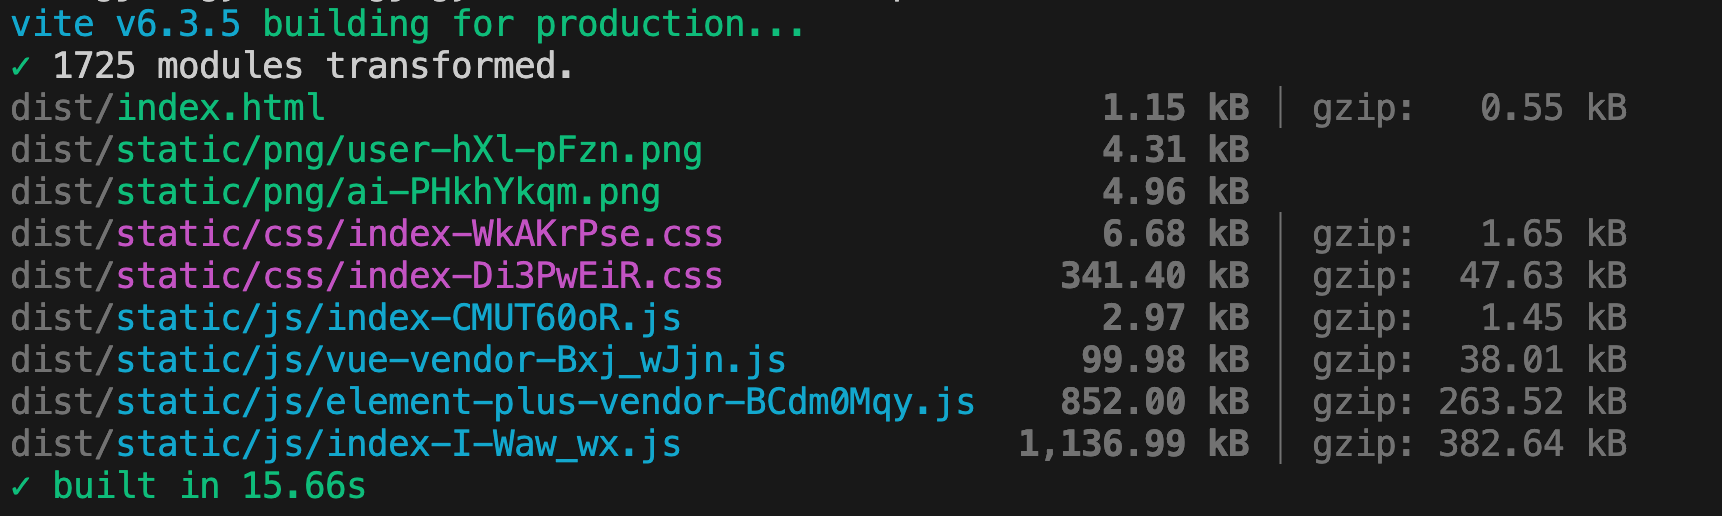 vite v6.3.5 building for production...
✓ 1725 modules transformed.
dist/index.html 1.15 kB │ gzip: 0.55 kB
dist/static/png/user-hXl-pFzn.png 4.31 kB
dist/static/png/ai-PHkhYkqm.png 4.96 kB
dist/static/css/index-WkAKrPse.css 6.68 kB │ gzip: 1.65 kB
dist/static/css/index-Di3PwEiR.css 341.40 kB │ gzip: 47.63 kB
dist/static/js/index-CMUT60oR.js 2.97 kB │ gzip: 1.45 kB
dist/static/js/vue-vendor-Bxj_wJjn.js 99.98 kB │ gzip: 38.01 kB
dist/static/js/element-plus-vendor-BCdm0Mqy.js 852.00 kB │ gzip: 263.52 kB
dist/static/js/index-I-Waw_wx.js 1,136.99 kB │ gzip: 382.64 kB
✓ built in 15.66s